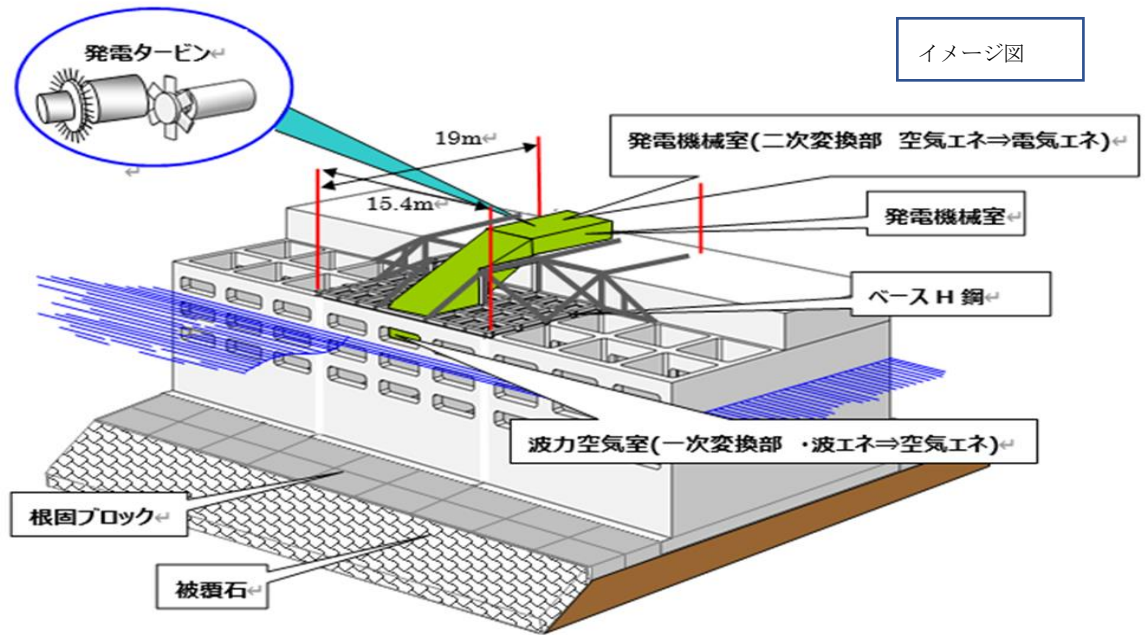 発電タービン↵
イメージ図
↵
19m↵
15.4m↵
発電機械室(二次変換部 空気エネ⇒電気エネ)↵
発電機械室
ベース H 鋼↵
波力空気室(一次変換部 ・波エネ⇒空気エネ)↵
根固ブロック↵
被覆石↵